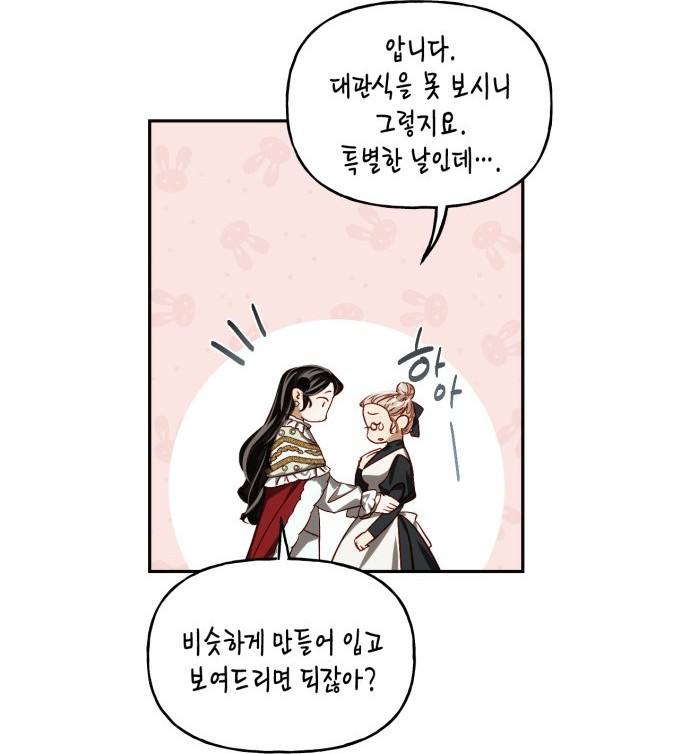 압니다.
대관식을 못 보시니
그렇지요.
특별한 날인데….
하아—
비슷하게 만들어 입고
보여드리면 되잖아?